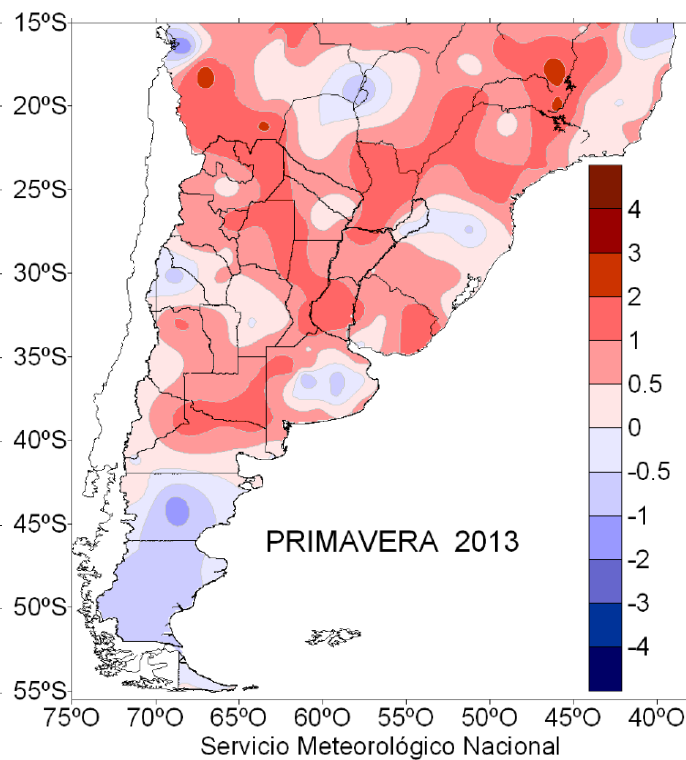 15ºS
20ºS
25ºS
30ºS
35ºS
40ºS
45ºS
50ºS
55ºS
4
3
2
1
0.5
0
-0.5
-1
-2
-3
-4
PRIMAVERA 2013
75ºO 70ºO 65ºO 60ºO 55ºO 50ºO 45ºO 40ºO
Servicio Meteorológico Nacional